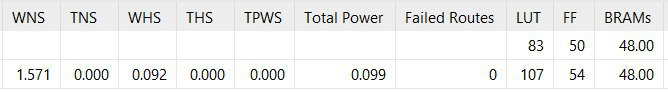 WNS TNS WHS THS TPWS Total Power Failed Routes LUT FF BRAMs
83 50 48.00
1.571 0.000 0.092 0.000 0.000 0.099 0 107 54 48.00